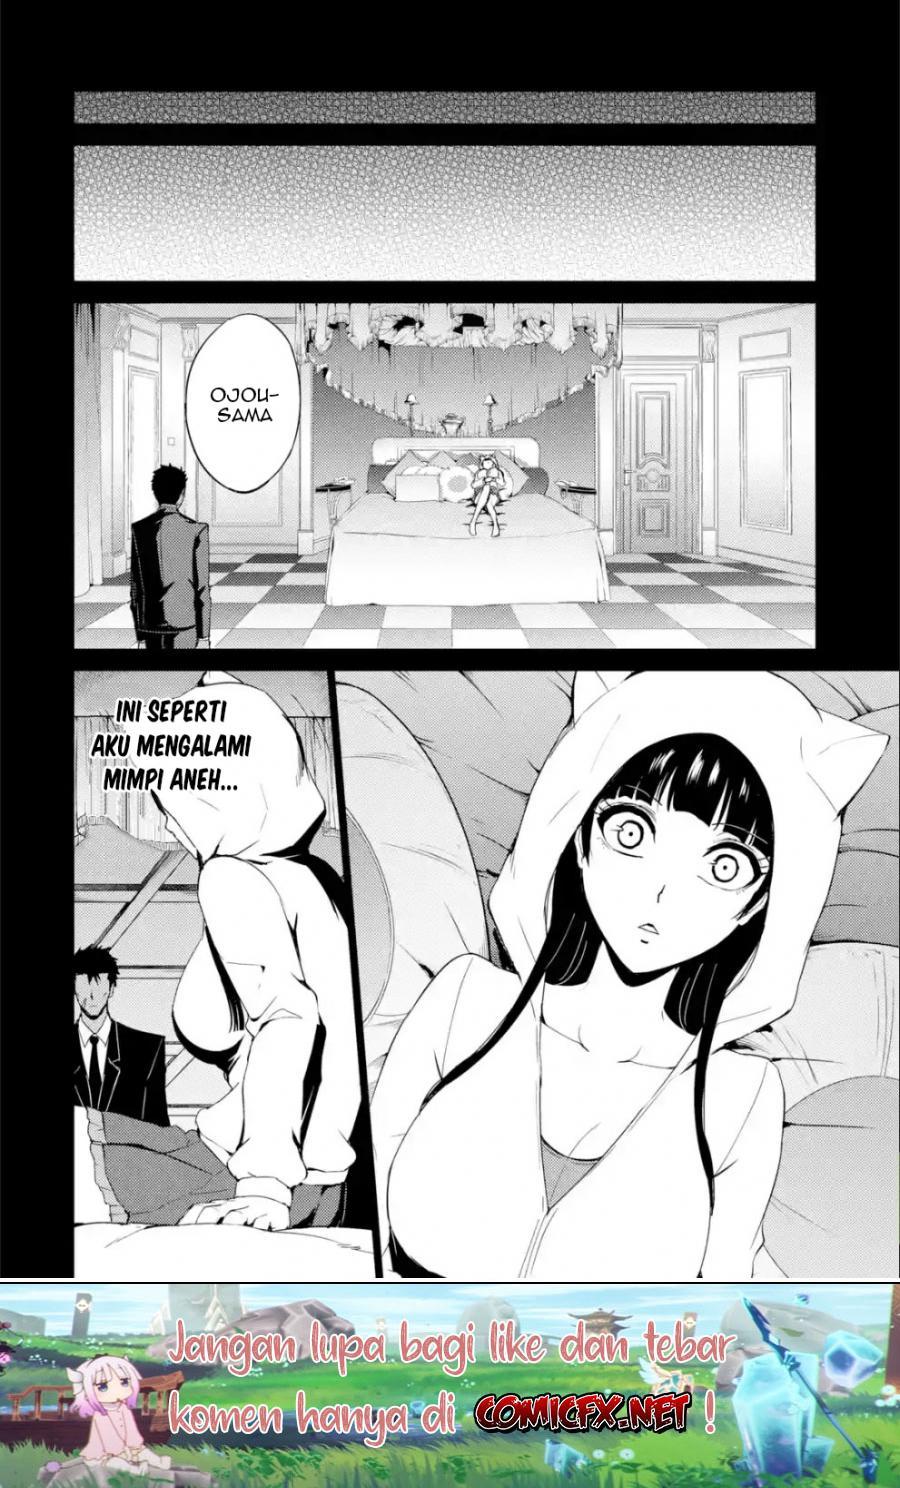 OJOU-
SAMA
INI SEPERTI
AKU MENGALAMI
MIMPI ANEH...
Jangan lupa bagi like dan tebar
komen hanya di COMICFX.NET !